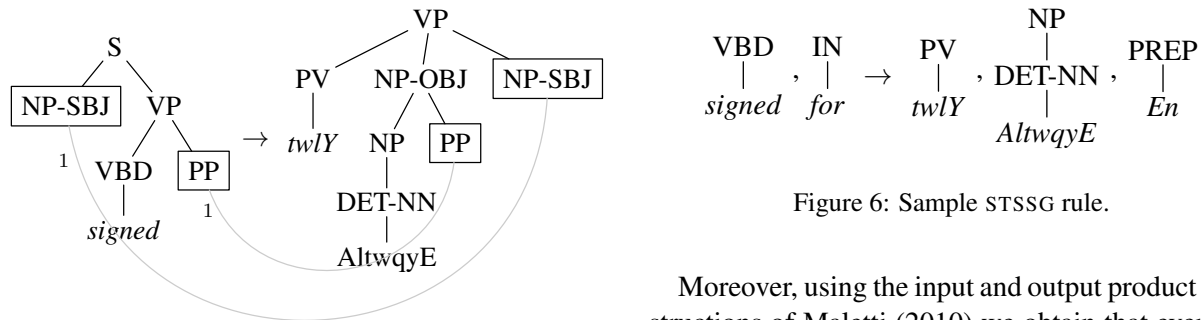 VP
S
PV NP-OBJ NP-SBJ
NP-SBJ VP
→
twlY NP PP
1 VBD PP
1
DET-NN
signed
AltwqyE
NP
VBD , IN → PV , DET-NN , PREP
signed for twlY AltwqyE En
Figure 6: Sample STSSG rule.
Moreover, using the input and output product